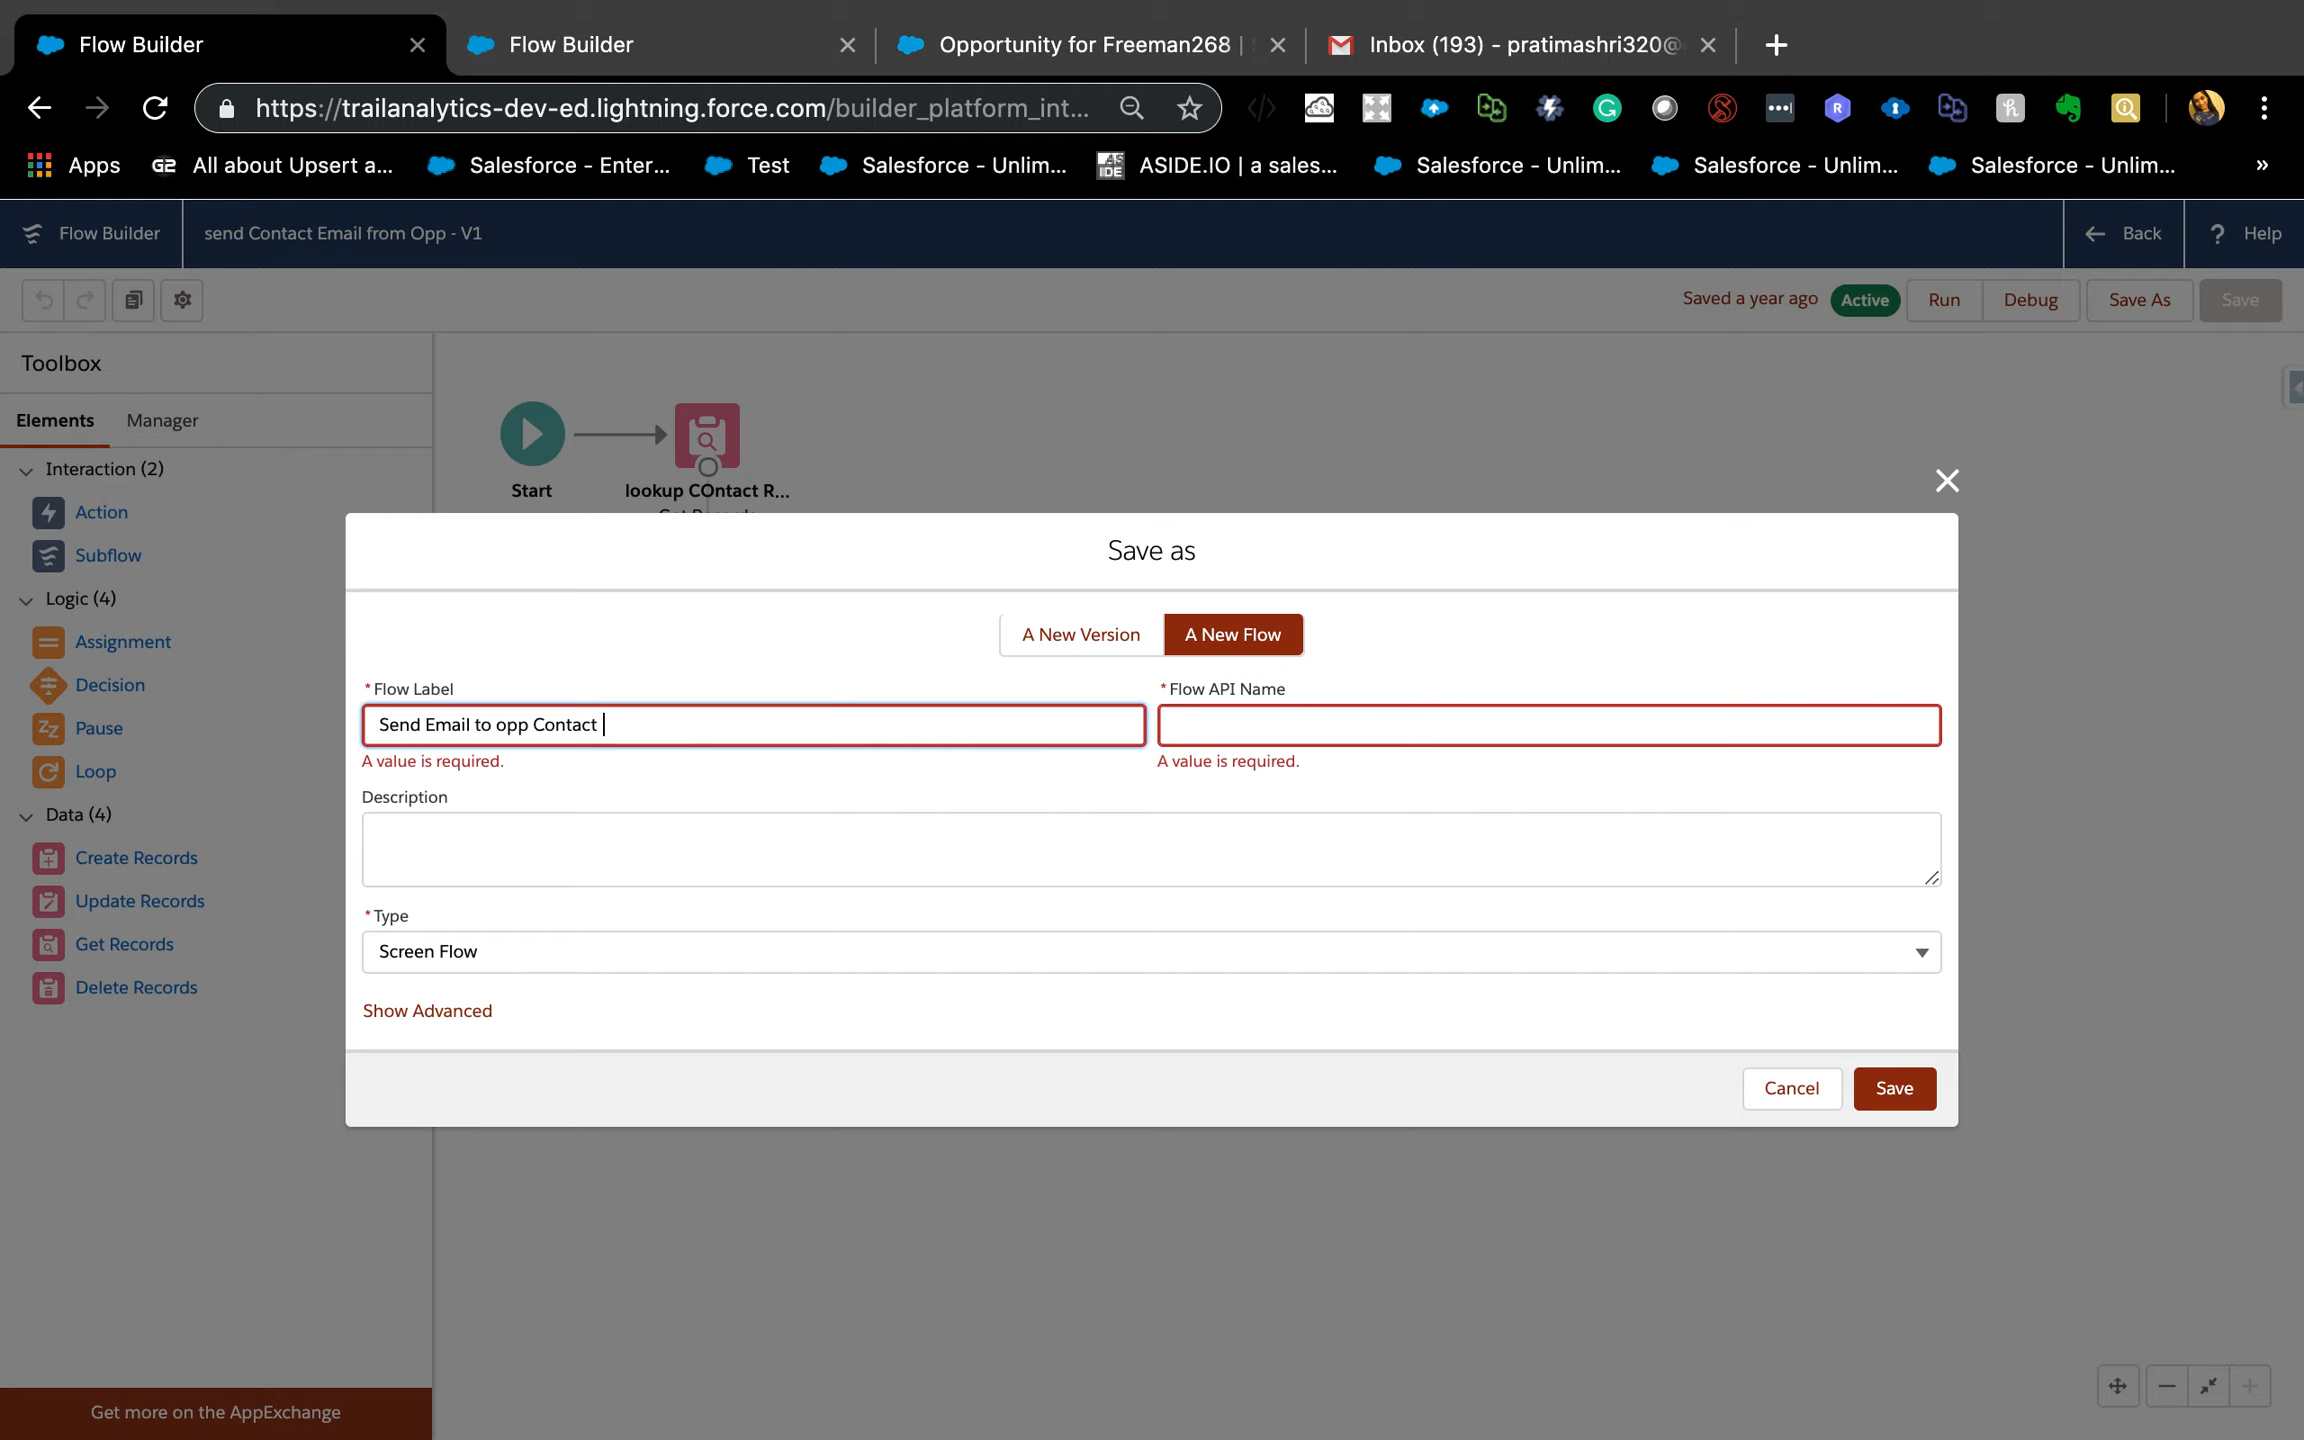 Flow Builder
Flow Builder
Opportunity for Freeman268 |
Inbox (193) - pratimashri320@
https://trailanalytics-dev-ed.lightning.force.com/builder_platform_int...
Apps
All about Upsert a...
Salesforce - Enter...
Test
Salesforce - Unlim...
ASIDE.IO | a sales...
Salesforce - Unlim...
Salesforce - Unlim...
Salesforce - Unlim...
»
Flow Builder
send Contact Email from Opp - V1
Back
? Help
Saved a year ago
Active
Run
Debug
Save As
Save
Toolbox
Elements
Manager
Interaction (2)
Action
Subflow
Logic (4)
Assignment
Decision
Pause
Loop
Data (4)
Create Records
Update Records
Get Records
Delete Records
Get more on the AppExchange
Start
lookup COntact R...
Save as
A New Version
A New Flow
* Flow Label
Send Email to opp Contact
A value is required.
* Flow API Name
A value is required.
Description
* Type
Screen Flow
Show Advanced
Cancel
Save